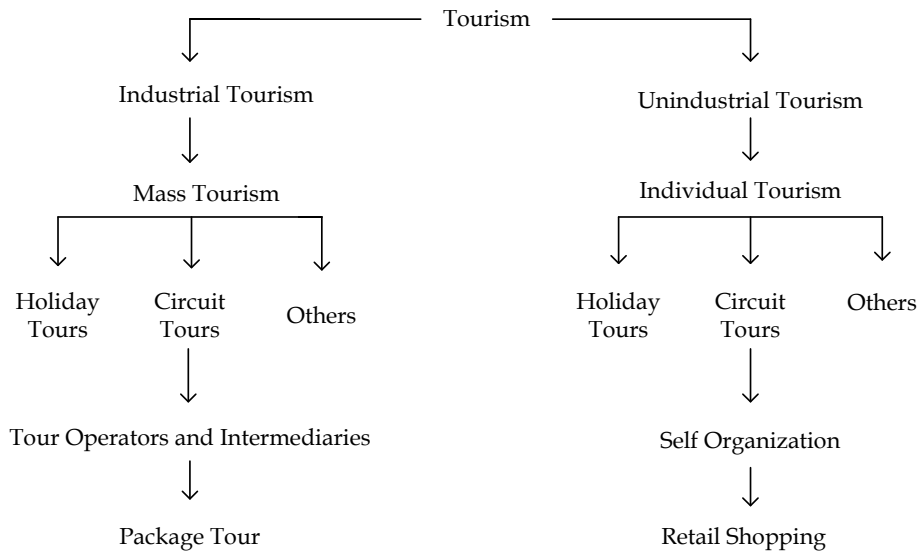 Tourism
Industrial Tourism
Unindustrial Tourism
Mass Tourism
Individual Tourism
Holiday
Tours
Circuit
Tours
Others
Holiday
Tours
Circuit
Tours
Others
Tour Operators and Intermediaries
Self Organization
Package Tour
Retail Shopping